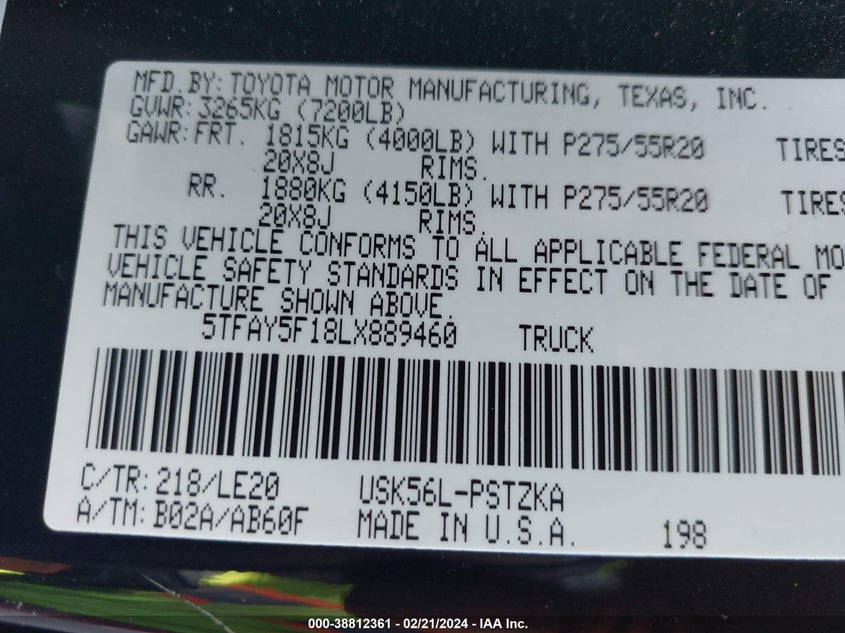 MFD.BY: TOYOTA MOTOR MANUFACTURING, TEXAS, INC.
GVWR: 3265KG (7200LB)
GAWR: FRT. 1815KG (4000LB) WITH P275/55R20 TIRES
20X8J RIMS.
RR. 1880KG (4150LB) WITH P275/55R20 TIRES
20X8J RIMS.
THIS VEHICLE CONFORMS TO ALL APPLICABLE FEDERAL MO
VEHICLE SAFETY STANDARDS IN EFFECT ON THE DATE OF
MANUFACTURE SHOWN ABOVE.
5TFAY5F18LX889460 TRUCK
C/TR: 218/LE20 USK56L-PSTZKA
A/TM: B02A/AB60F MADE IN U.S.A. 198
000-38812361 - 02/21/2024 - IAA Inc.